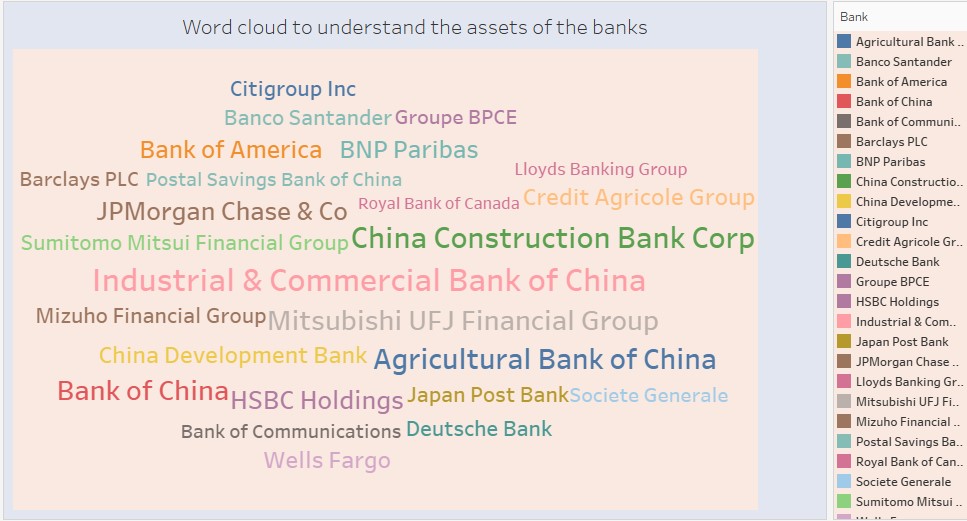 Word cloud to understand the assets of the banks
Citigroup Inc
Banco Santander Groupe BPCE
Bank of America BNP Paribas
Lloyds Banking Group
Barclays PLC Postal Savings Bank of China
JPMorgan Chase & Co Royal Bank of Canada Credit Agricole Group
Sumitomo Mitsui Financial Group China Construction Bank Corp
Industrial & Commercial Bank of China
Mizuho Financial Group Mitsubishi UFJ Financial Group
China Development Bank Agricultural Bank of China
Bank of China HSBC Holdings Japan Post Bank Societe Generale
Bank of Communications Deutsche Bank
Wells Fargo
Bank
Agricultural Bank ..
Banco Santander
Bank of America
Bank of China
Bank of Communi..
Barclays PLC
BNP Paribas
China Constructio..
China Developme..
Citigroup Inc
Credit Agricole Gr..
Deutsche Bank
Groupe BPCE
HSBC Holdings
Industrial & Com..
Japan Post Bank
JPMorgan Chase ..
Lloyds Banking Gr..
Mitsubishi UFJ Fi..
Mizuho Financial ..
Postal Savings Ba..
Royal Bank of Can..
Societe Generale
Sumitomo Mitsui ..